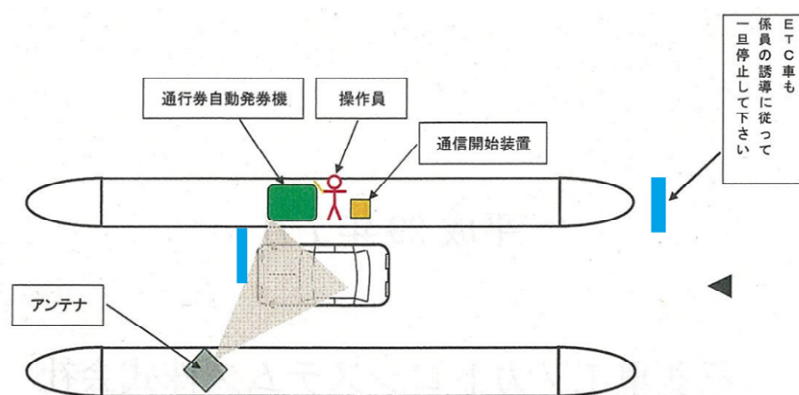 ETC車も
係員の誘導に従って
一旦停止して下さい
通行券自動発券機
操作員
通信開始装置
アンテナ